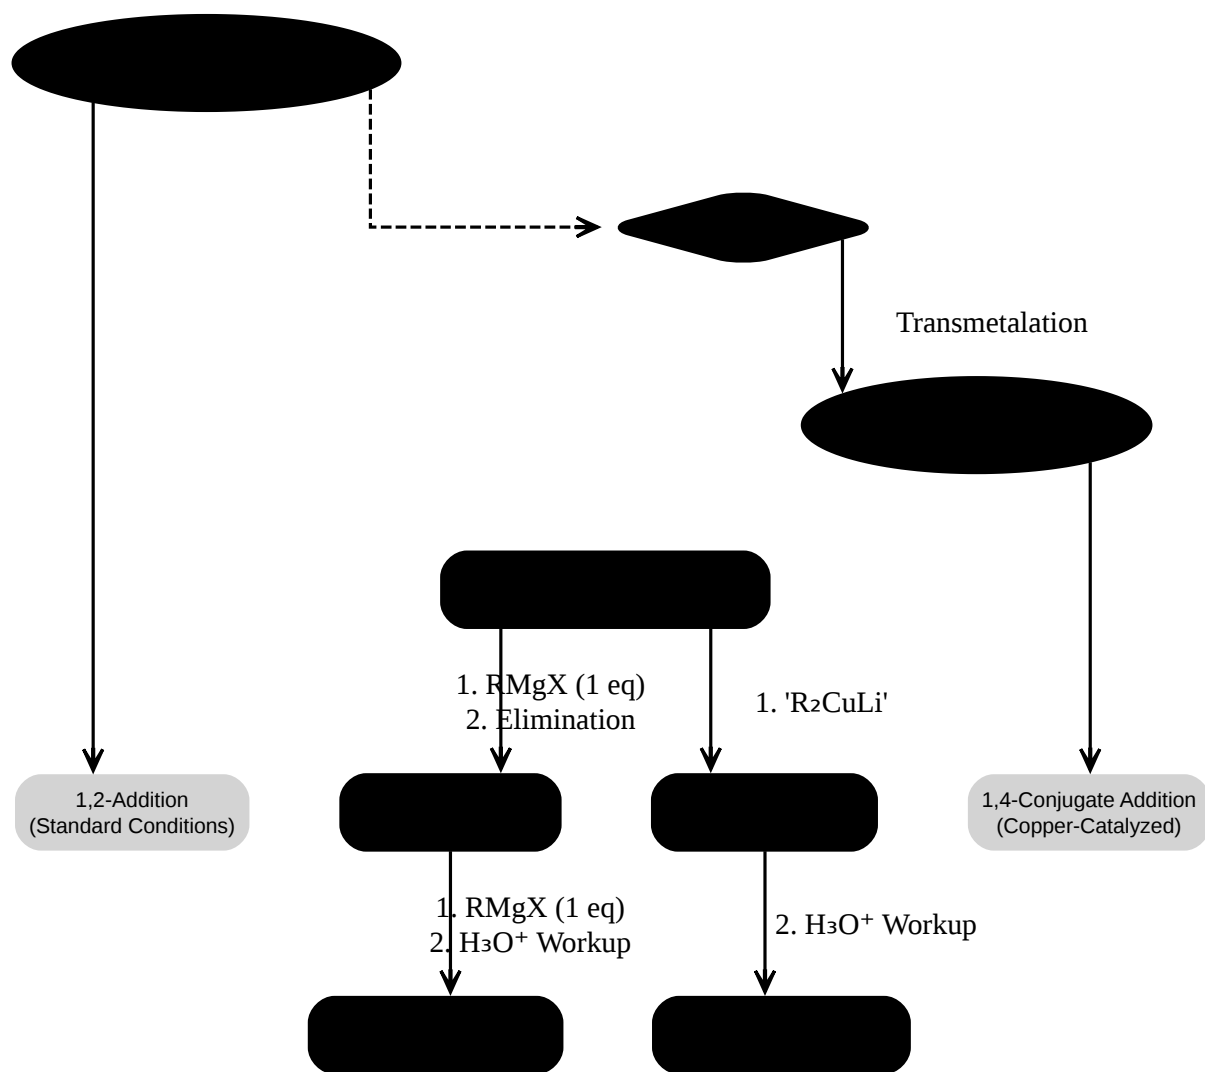 Transmetalation
1. RMgX (1 eq)
2. Elimination
1. 'R₂CuLi'
1,2-Addition
(Standard Conditions)
1,4-Conjugate Addition
(Copper-Catalyzed)
1. RMgX (1 eq)
2. H₃O⁺ Workup
2. H₃O⁺ Workup